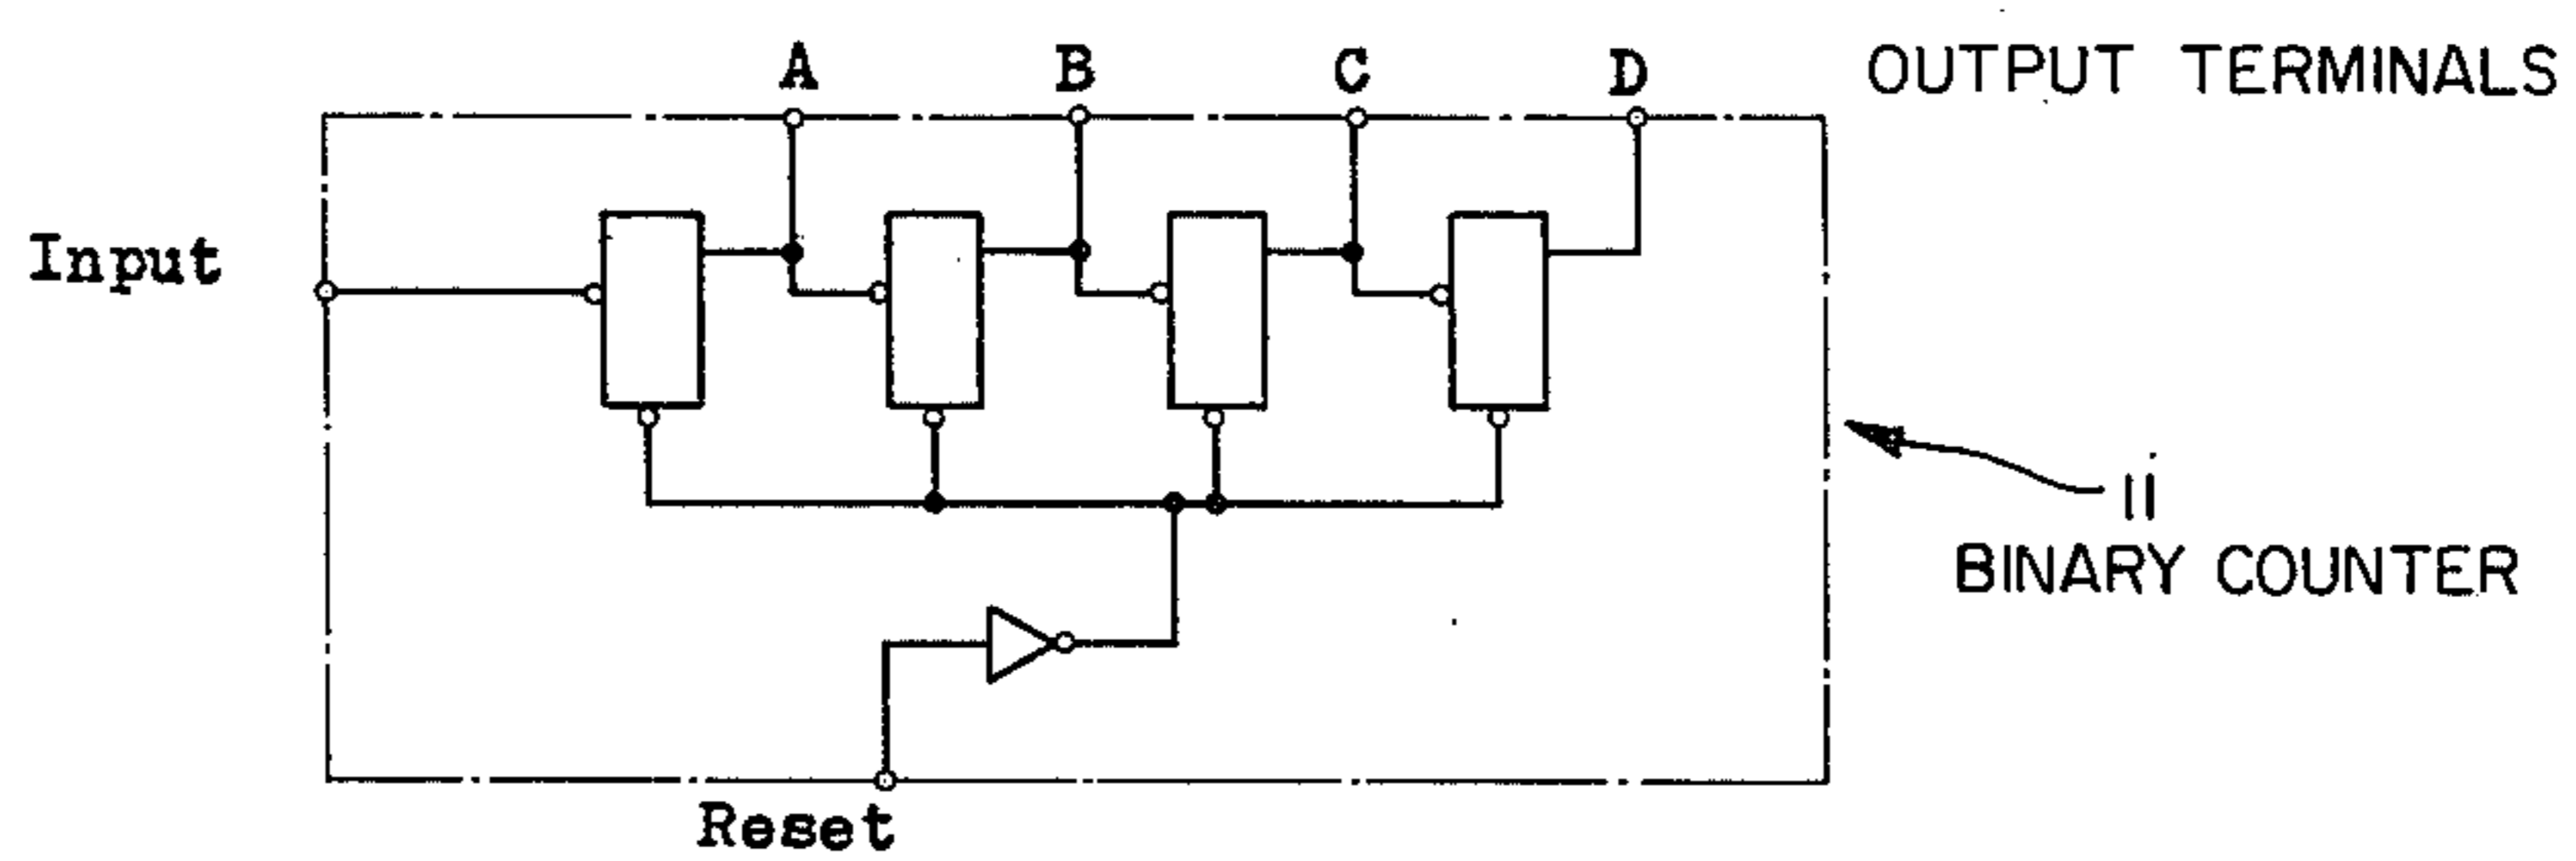 A B C D OUTPUT TERMINALS
Input
11
BINARY COUNTER
Reset